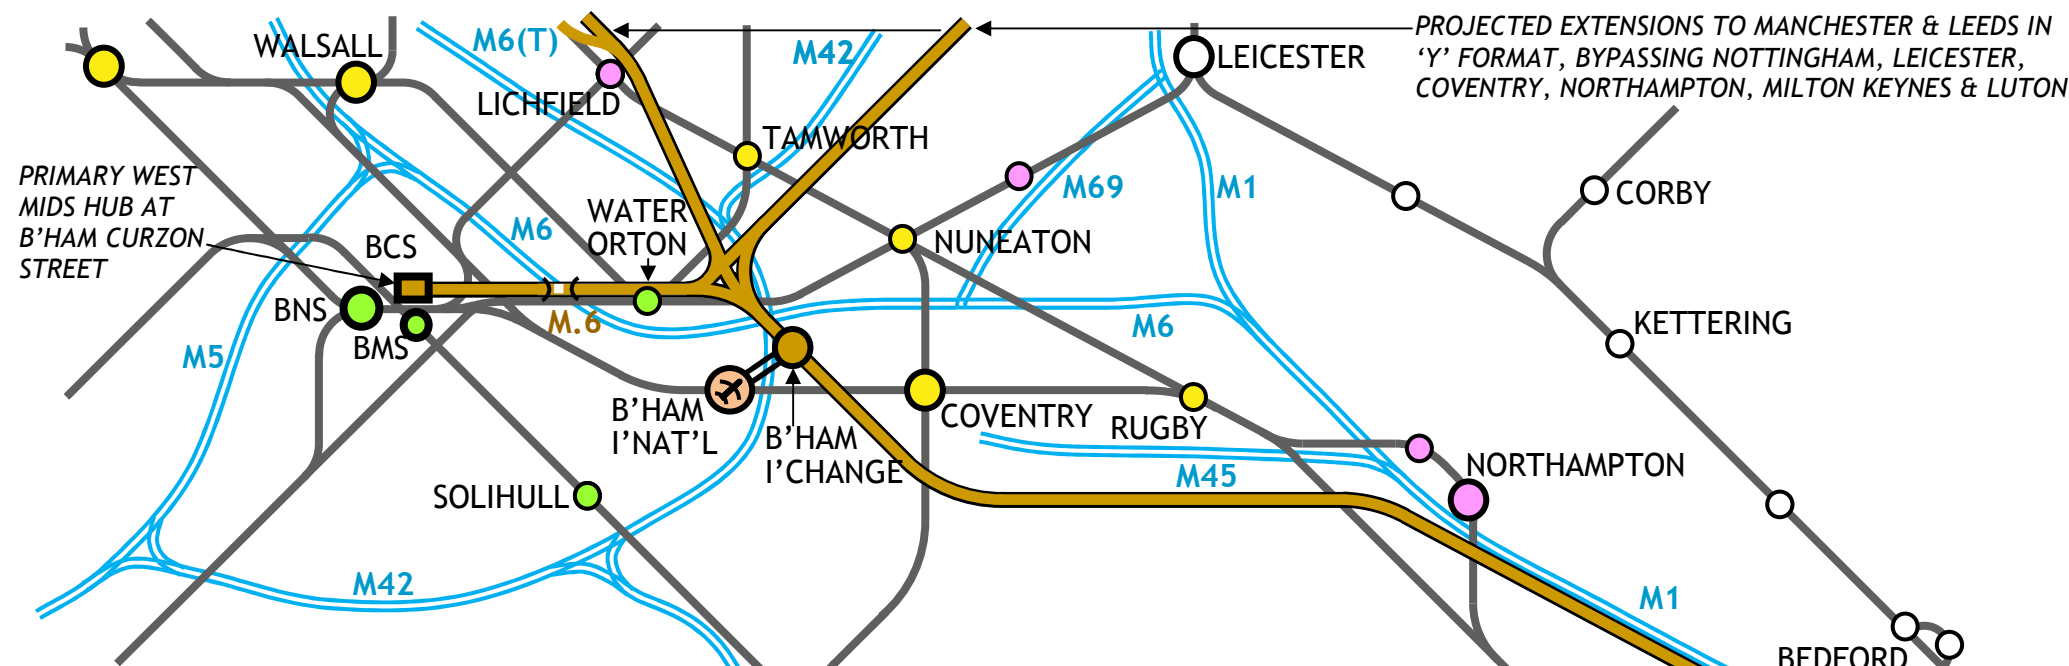 PROJECTED EXTENSIONS TO MANCHESTER & LEEDS IN
‘Y’ FORMAT, BYPASSING NOTTINGHAM, LEICESTER,
COVENTRY, NORTHAMPTON, MILTON KEYNES & LUTON
WALSALL
M6(T)
M42
LEICESTER
LICHFIELD
TAMWORTH
PRIMARY WEST
MIDS HUB AT
B’HAM CURZON
STREET
M69
M1
CORBY
WATER
ORTON
M6
BCS
NUNEATON
BNS
BMS
M.6
M6
KETTERING
M5
B’HAM
I’NAT’L
B’HAM
I’CHANGE
COVENTRY
RUGBY
M45
NORTHAMPTON
SOLIHULL
M42
M1
BEDFORD